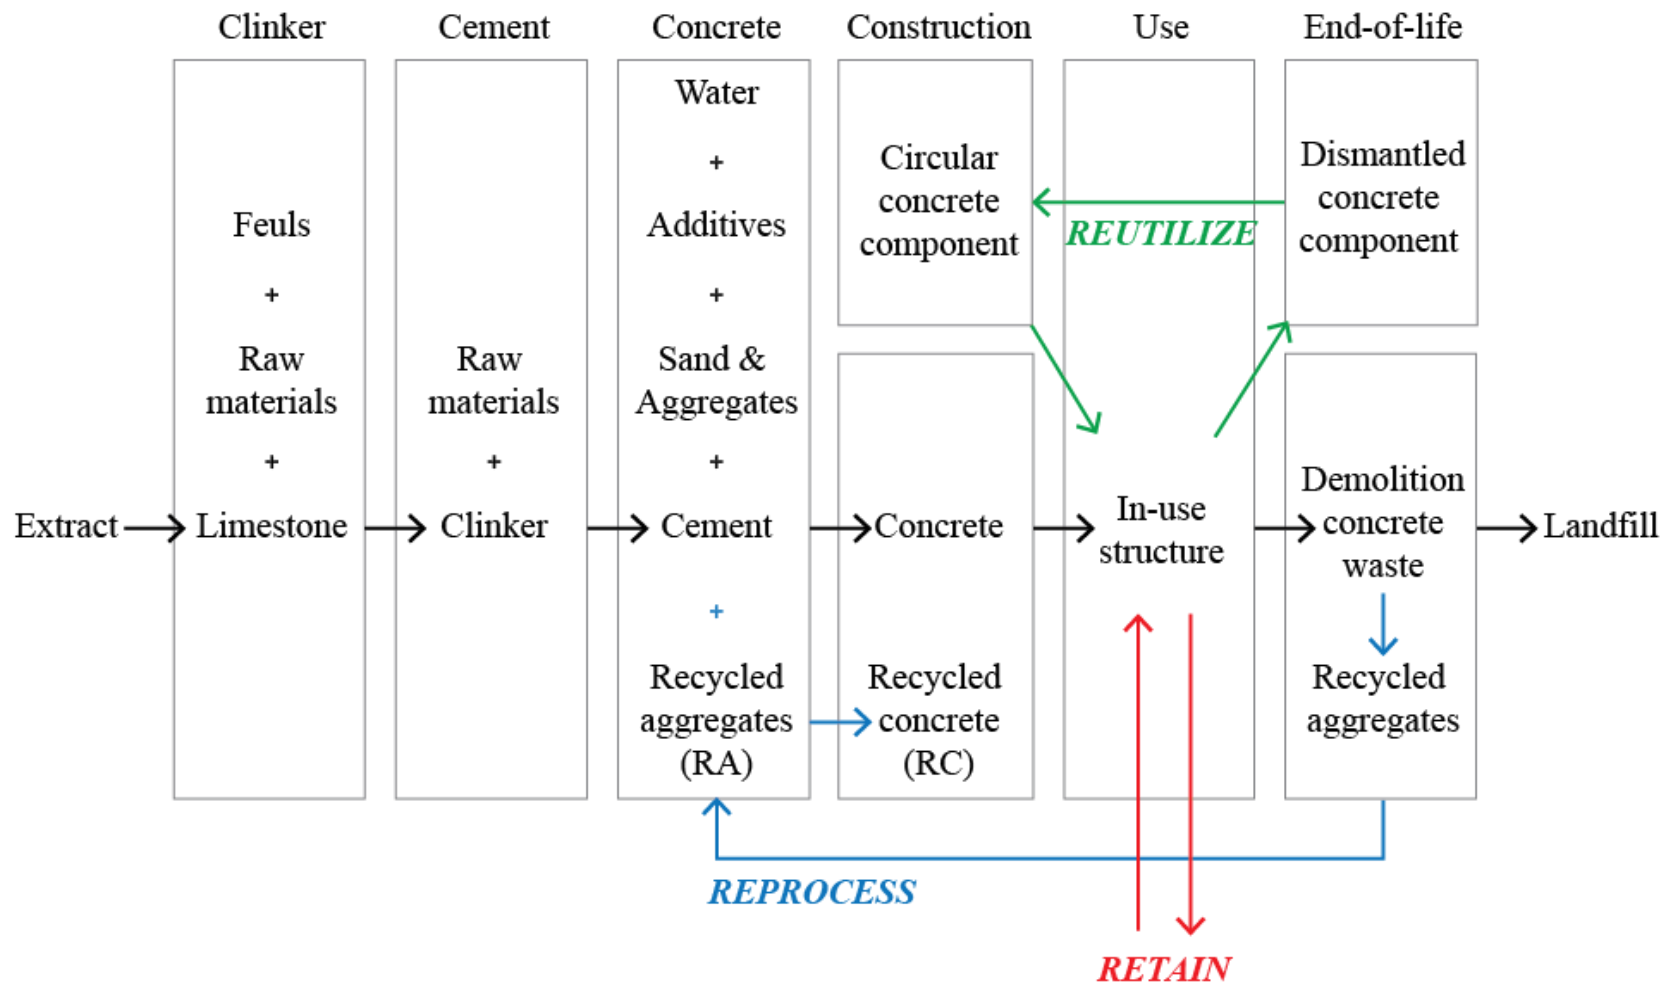 Clinker
Cement
Concrete
Construction
Use
End-of-life
Feuls
+
Raw
materials
+
Limestone
Raw
materials
+
Clinker
Water
+
Additives
+
Sand &
Aggregates
+
Cement
+
Recycled
aggregates
(RA)
Circular
concrete
component
Concrete
Recycled
concrete
(RC)
REUTILIZE
In-use
structure
Dismantled
concrete
component
Demolition
concrete
waste
Recycled
aggregates
Extract
Landfill
REPROCESS
RETAIN